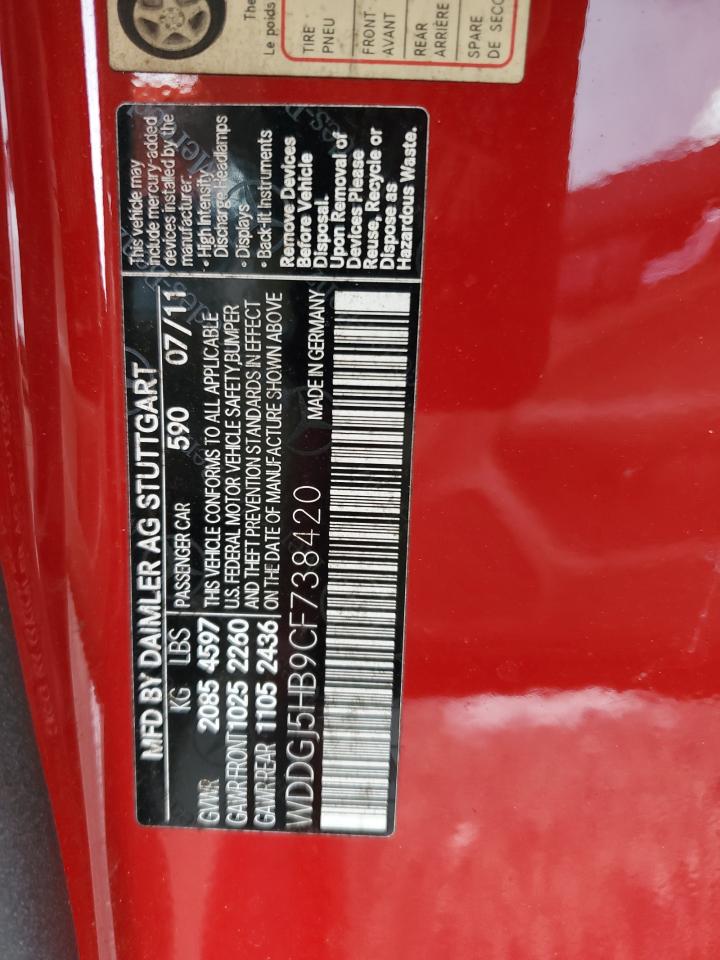 MFD BY DAIMLER AG STUTTGART
KG LBS PASSENGER CAR 590 07/11
GVWR 2085 4597 THIS VEHICLE CONFORMS TO ALL APPLICABLE
GAWR FRONT 1025 2260 U.S. FEDERAL MOTOR VEHICLE SAFETY,BUMPER
GAWR REAR 1105 2436 AND THEFT PREVENTION STANDARDS IN EFFECT
ON THE DATE OF MANUFACTURE SHOWN ABOVE
WDDGJ5HB9CF738420 MADE IN GERMANY
This vehicle may
include mercury-added
devices installed by the
manufacturer:
• High Intensity
Discharge Headlamps
• Displays
• Back-lit Instruments
Remove Devices
Before Vehicle
Disposal.
Upon Removal of
Devices Please
Reuse, Recycle or
Dispose as
Hazardous Waste.
The
Le poids
TIRE
PNEU
FRONT
AVANT
REAR
ARRIÈRE
SPARE
DE SECO